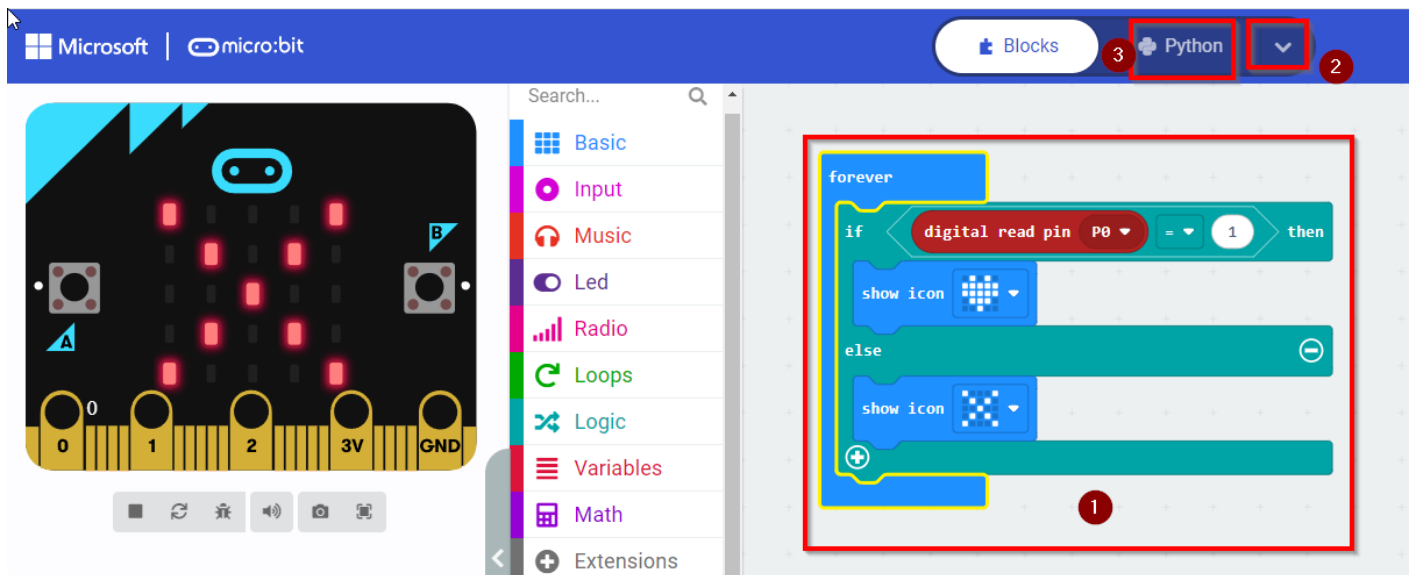 Microsoft micro:bit
Blocks 3 Python 2
Search...
Basic
Input
Music
Led
Radio
Loops
Logic
Variables
Math
Extensions
B
A
0
0 1 2 3V GND
forever
if digital read pin P0 = 1 then
show icon
else
show icon
1